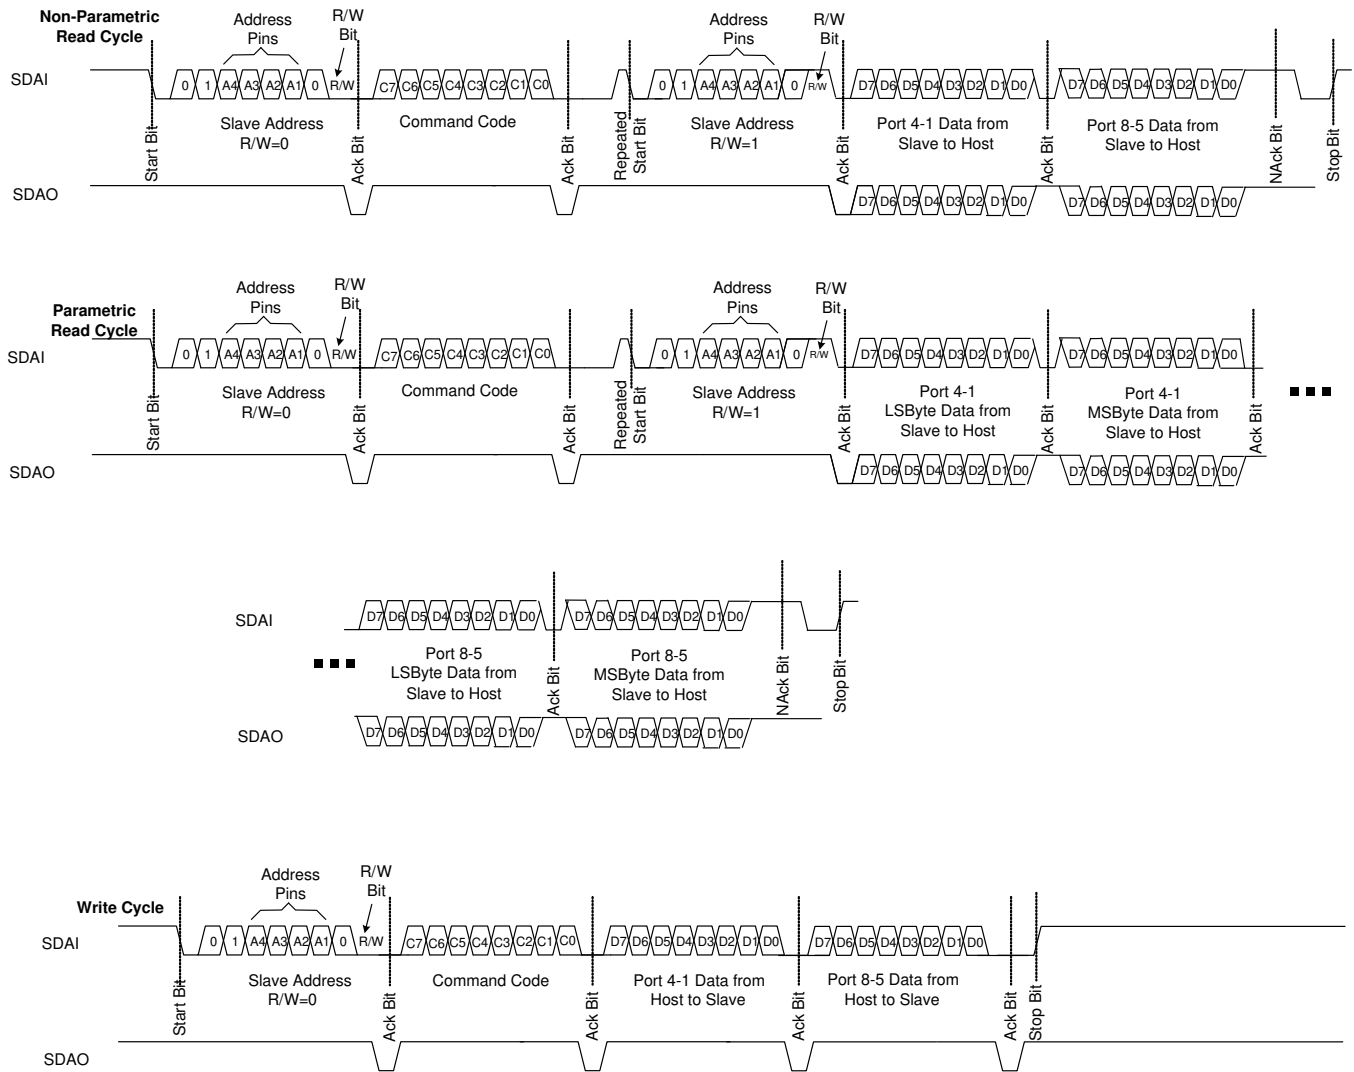 Non-Parametric
Read Cycle
Address
Pins
R/W
Bit
Address
Pins
R/W
Bit
SDAI
0 1 A4 A3 A2 A1 0 R/W C7 C6 C5 C4 C3 C2 C1 C0 0 1 A4 A3 A2 A1 0 R/W D7 D6 D5 D4 D3 D2 D1 D0 D7 D6 D5 D4 D3 D2 D1 D0
Start Bit
Slave Address
R/W=0
Ack Bit
Command Code
Ack Bit
Repeated
Start Bit
Slave Address
R/W=1
Ack Bit
Port 4-1 Data from
Slave to Host
Ack Bit
Port 8-5 Data from
Slave to Host
NAck Bit
Stop Bit
SDAO
D7 D6 D5 D4 D3 D2 D1 D0 D7 D6 D5 D4 D3 D2 D1 D0
Parametric
Read Cycle
Address
Pins
R/W
Bit
Address
Pins
R/W
Bit
SDAI
0 1 A4 A3 A2 A1 0 R/W C7 C6 C5 C4 C3 C2 C1 C0 0 1 A4 A3 A2 A1 0 R/W D7 D6 D5 D4 D3 D2 D1 D0 D7 D6 D5 D4 D3 D2 D1 D0
Start Bit
Slave Address
R/W=0
Ack Bit
Command Code
Ack Bit
Repeated
Start Bit
Slave Address
R/W=1
Ack Bit
Port 4-1
LSByte Data from
Slave to Host
Ack Bit
Port 4-1
MSByte Data from
Slave to Host
Ack Bit
SDAO
D7 D6 D5 D4 D3 D2 D1 D0 D7 D6 D5 D4 D3 D2 D1 D0
SDAI
D7 D6 D5 D4 D3 D2 D1 D0 D7 D6 D5 D4 D3 D2 D1 D0
Port 8-5
LSByte Data from
Slave to Host
Ack Bit
Port 8-5
MSByte Data from
Slave to Host
NAck Bit
Stop Bit
SDAO
D7 D6 D5 D4 D3 D2 D1 D0 D7 D6 D5 D4 D3 D2 D1 D0
Write Cycle
Address
Pins
R/W
Bit
SDAI
0 1 A4 A3 A2 A1 0 R/W C7 C6 C5 C4 C3 C2 C1 C0 D7 D6 D5 D4 D3 D2 D1 D0 D7 D6 D5 D4 D3 D2 D1 D0
Start Bit
Slave Address
R/W=0
Ack Bit
Command Code
Ack Bit
Port 4-1 Data from
Host to Slave
Ack Bit
Port 8-5 Data from
Host to Slave
Ack Bit
Stop Bit
SDAO